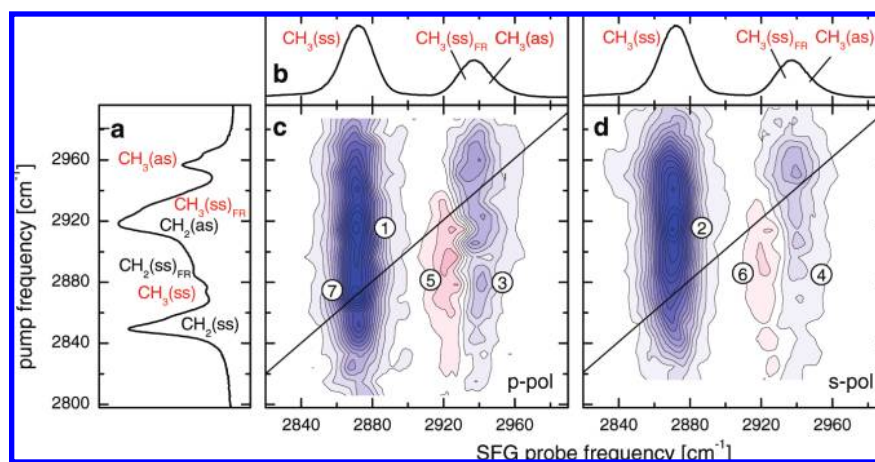 CH₃(ss)
CH₃(ss)FR
CH₃(as)
CH₃(ss)
CH₃(ss)FR
CH₃(as)
b
a
c
d
CH₃(as)
CH₃(ss)FR
CH₂(as)
CH₂(ss)FR
CH₃(ss)
CH₂(ss)
2960
2920
2880
2840
2800
pump frequency [cm⁻¹]
1
7
5
3
p-pol
2
6
4
s-pol
2840 2880 2920 2960
2840 2880 2920 2960
SFG probe frequency [cm⁻¹]